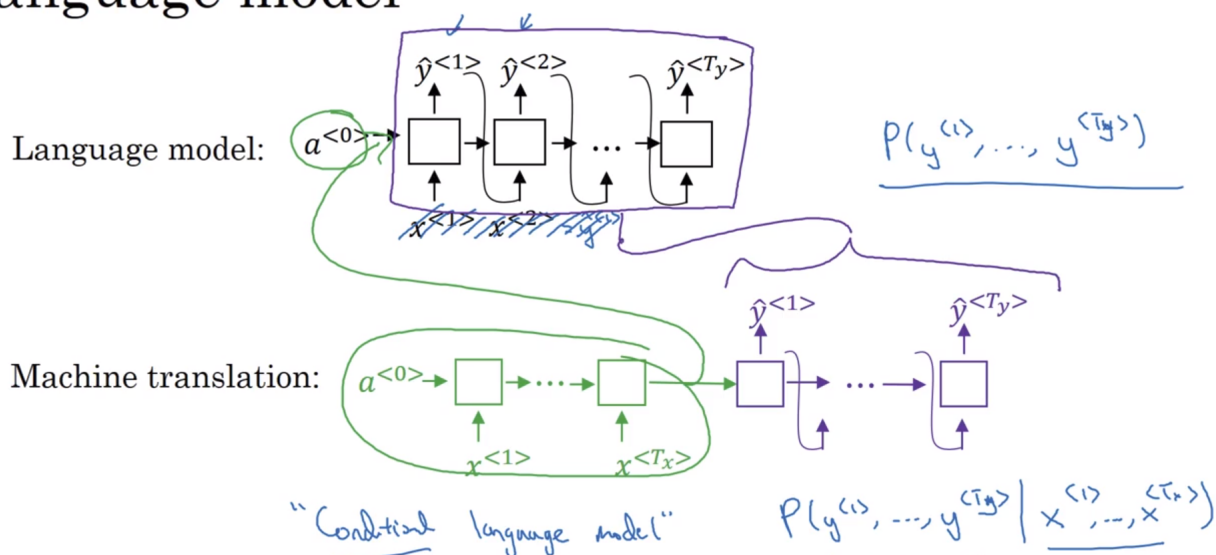 anguage model
ŷ<1> ŷ<2> ŷ<Ty>
Language model: a<0> ... P(y<1>, ..., y<Ty>)
x<1> x<2>
ŷ<1> ŷ<Ty>
Machine translation: a<0> ... ...
x<1> x<Tx>
"Conditional language model" P(y<1>, ..., y<Ty> | x<1>, ..., x<Tx>)